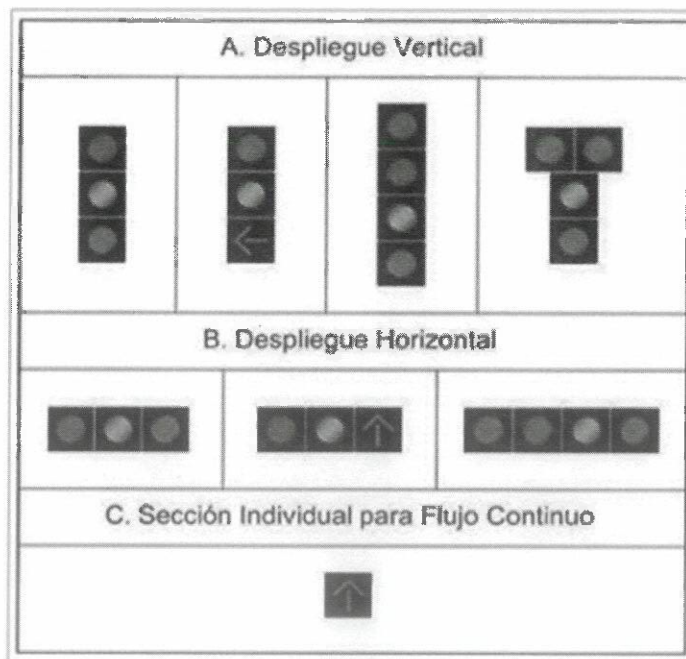 A. Despliegue Vertical
B. Despliegue Horizontal
C. Sección Individual para Flujo Continuo